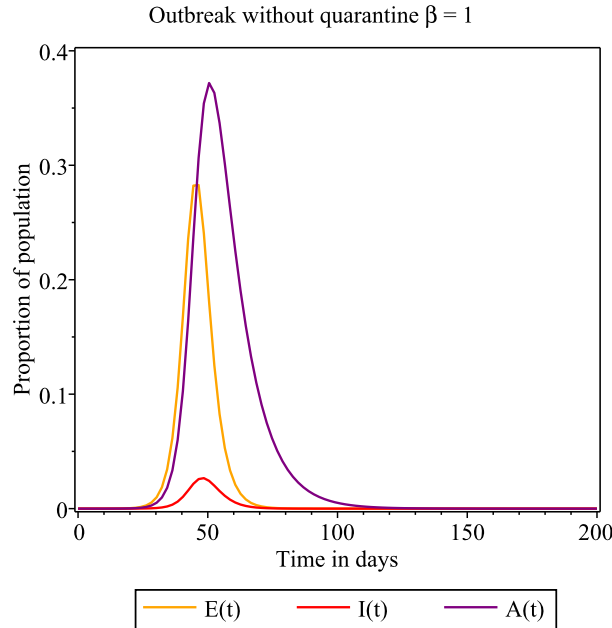 Outbreak without quarantine β = 1
Proportion of population
0.4
0.3
0.2
0.1
0
0 50 100 150 200
Time in days
E(t) I(t) A(t)